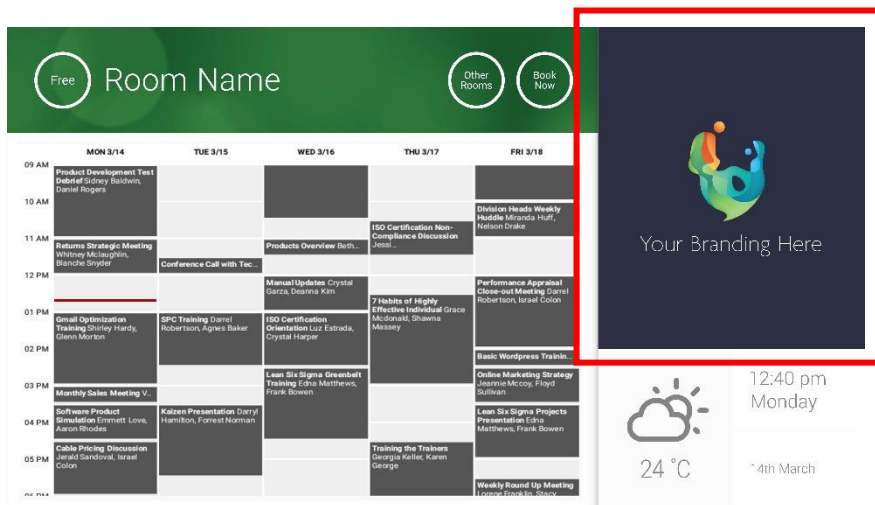 Free
Room Name
Other
Rooms
Book
Now
MON 3/14
TUE 3/15
WED 3/16
THU 3/17
FRI 3/18
09 AM
10 AM
11 AM
12 PM
01 PM
02 PM
03 PM
04 PM
05 PM
Product Development Test
Debrief Sidney Baldwin,
Daniel Rogers
Returns Strategic Meeting
Whitney Mclaughlin,
Blanche Snyder
Gmail Optimization
Training Shirley Hardy,
Glenn Morton
Monthly Sales Meeting V..
Software Product
Simulation Emmett Love,
Aaron Rhodes
Cable Pricing Discussion
Jerald Sandoval, Israel
Colon
Conference Call with Tec...
SPC Training Darrel
Robertson, Agnes Baker
Kaizen Presentation Darryl
Hamilton, Forrest Norman
Products Overview Beth...
Manual Updates Crystal
Garza, Deanna Kim
ISO Certification
Orientation Luz Estrada,
Crystal Harper
Lean Six Sigma Greenbelt
Training Edna Matthews,
Frank Bowen
ISO Certification Non-
Compliance Discussion
Jessi...
7 Habits of Highly
Effective Individual Grace
Mcdonald, Shawna
Massey
Training the Trainers
Georgia Keller, Karen
George
Division Heads Weekly
Huddle Miranda Huff,
Nelson Drake
Performance Appraisal
Close-out Meeting Darrel
Robertson, Israel Colon
Basic Wordpress Trainin..
Online Marketing Strategy
Jeannie Mccoy, Floyd
Sullivan
Lean Six Sigma Projects
Presentation Edna
Matthews, Frank Bowen
Weekly Round Up Meeting
Lorene Franklin, Stacy
Your Branding Here
24 °C
12:40 pm
Monday
14th March